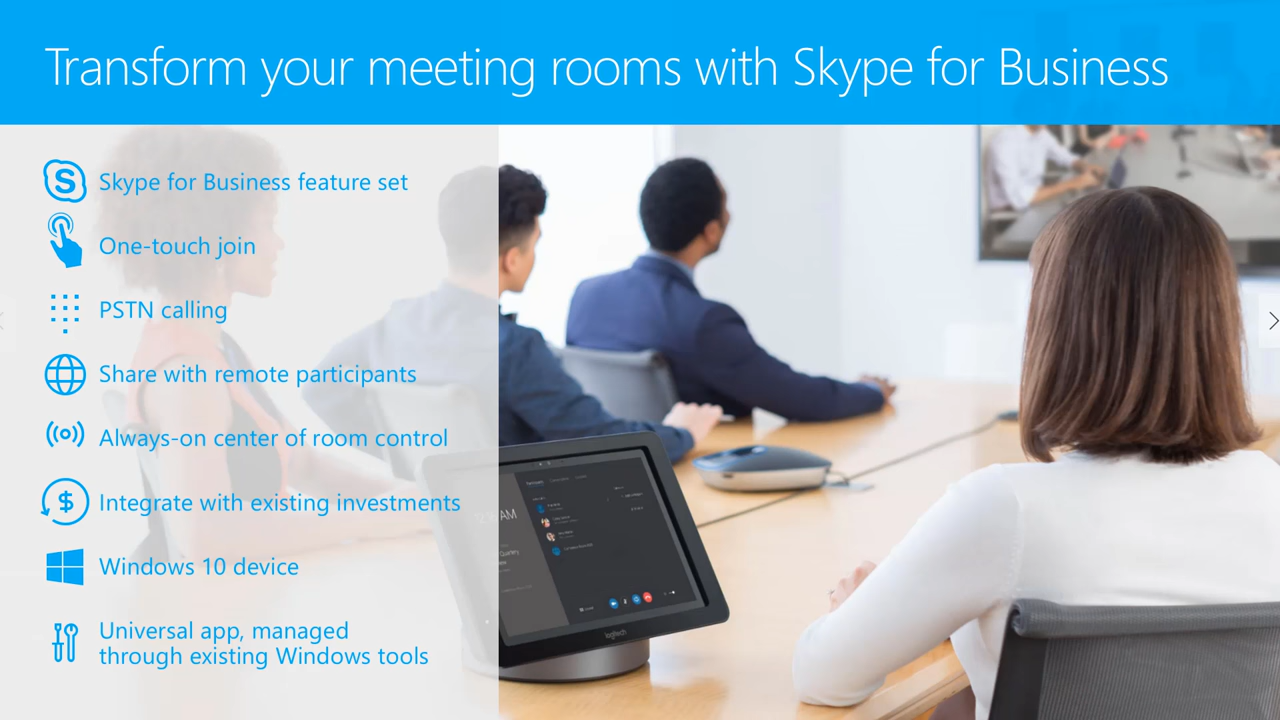 Transform your meeting rooms with Skype for Business
Skype for Business feature set
One-touch join
PSTN calling
Share with remote participants
Always-on center of room control
Integrate with existing investments
Windows 10 device
Universal app, managed
through existing Windows tools
AM
logitech